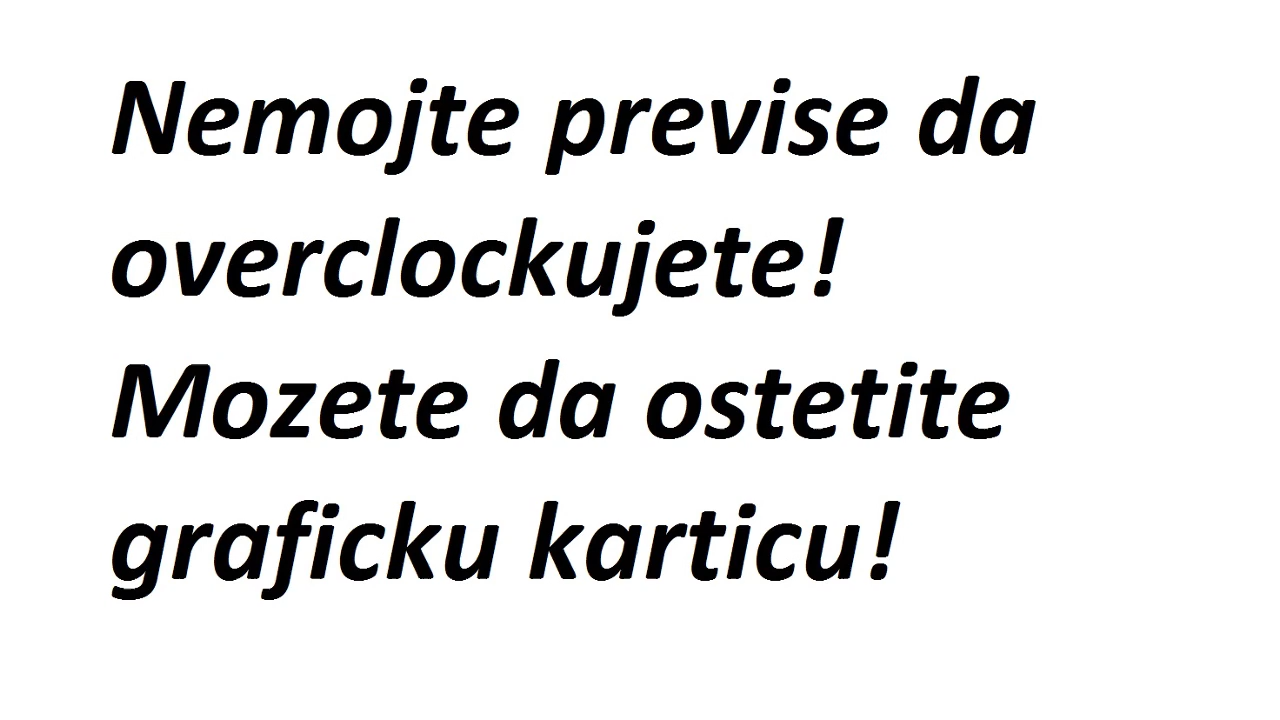 Nemojte previse da
overclockujete!
Mozete da ostetite
graficku karticu!